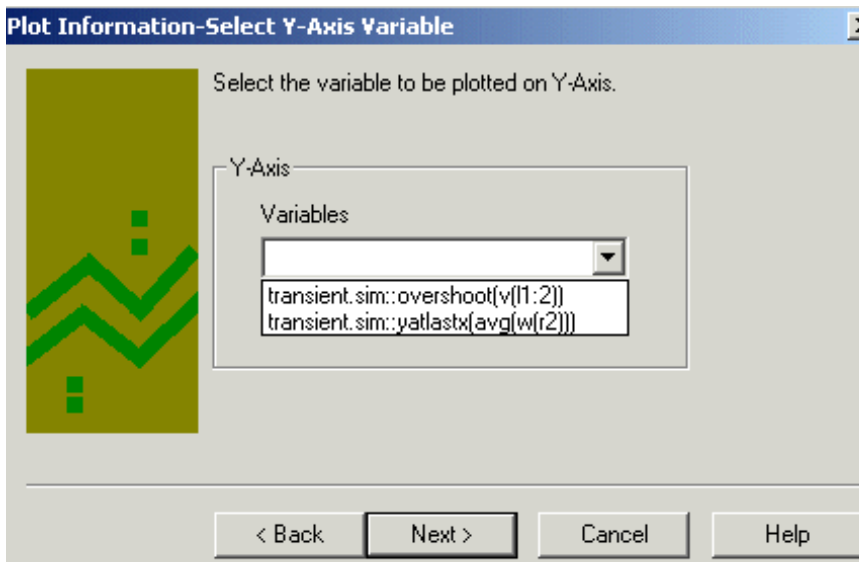 Plot Information-Select Y-Axis Variable
Select the variable to be plotted on Y-Axis.
Y-Axis
Variables
transient.sim::overshoot(v(l1:2))
transient.sim::yatlastx(avg(w(r2)))
< Back
Next >
Cancel
Help